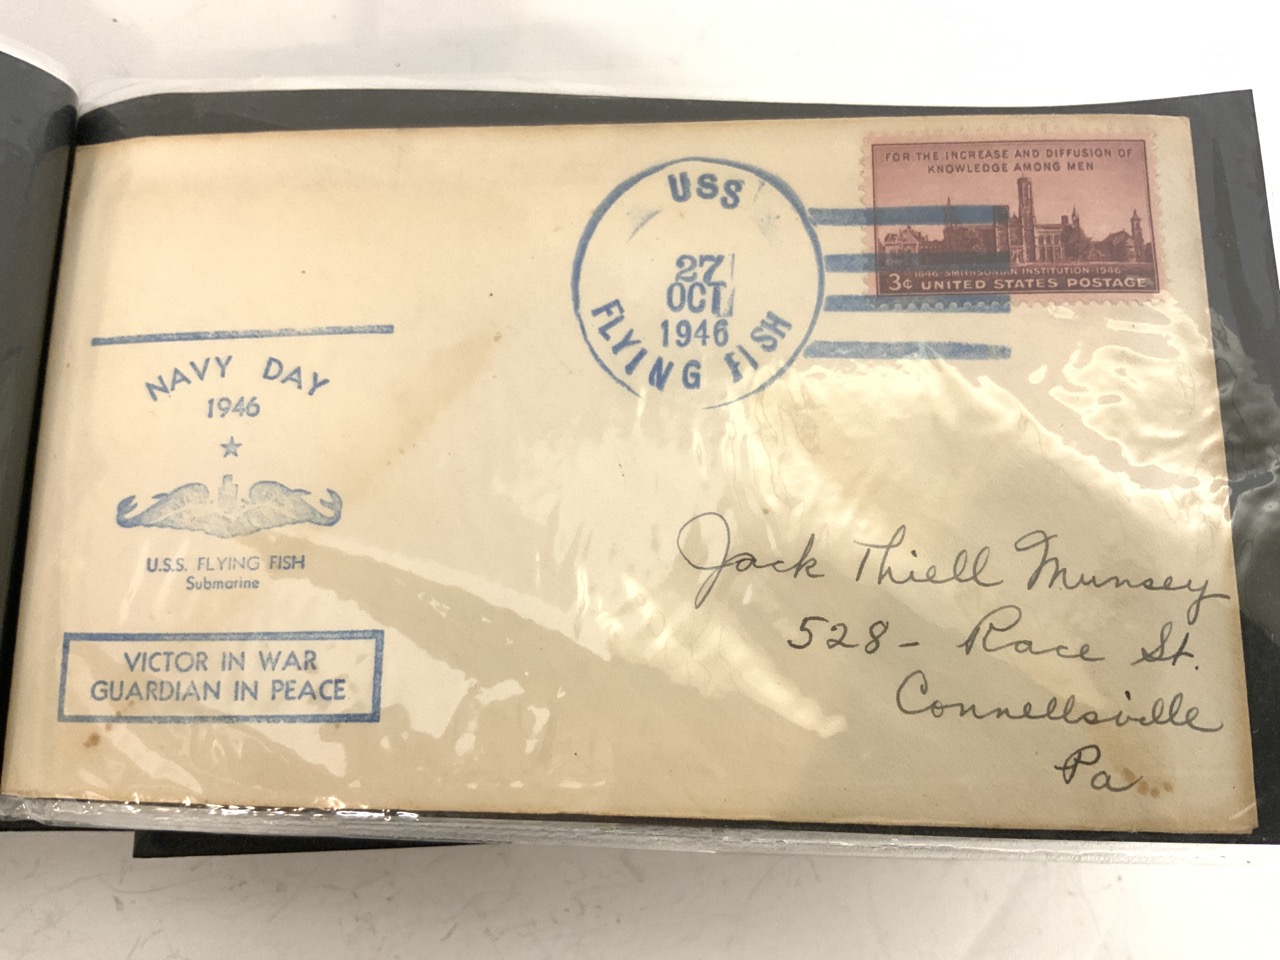 FOR THE INCREASE AND DIFFUSION OF
KNOWLEDGE AMONG MEN
1846-SMITHSONIAN INSTITUTION-1946
3¢ UNITED STATES POSTAGE
USS
27
OCT
1946
FLYING FISH
NAVY DAY
1946
U.S.S. FLYING FISH
Submarine
VICTOR IN WAR
GUARDIAN IN PEACE
Jack Thiell Munsey
528- Race St.
Connellsville
Pa